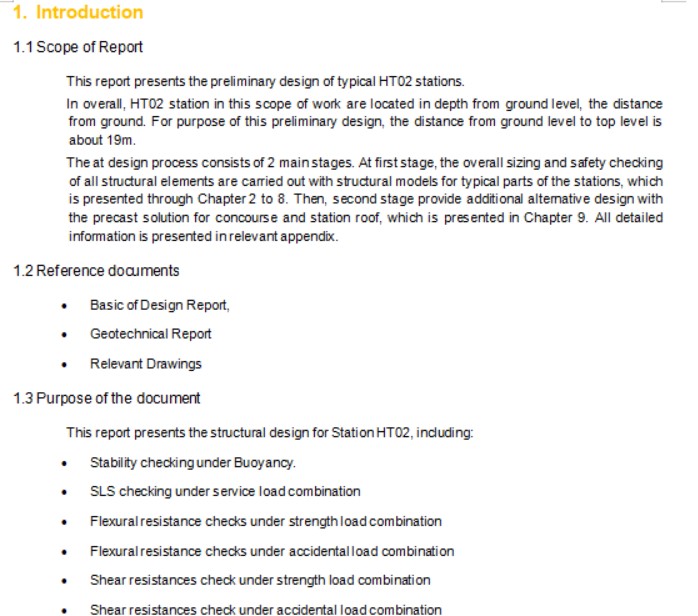 1. Introduction
1.1 Scope of Report
This report presents the preliminary design of typical HT02 stations.
In overall, HT02 station in this scope of work are located in depth from ground level, the distance
from ground. For purpose of this preliminary design, the distance from ground level to top level is
about 19m.
The at design process consists of 2 main stages. At first stage, the overall sizing and safety checking
of all structural elements are carried out with structural models for typical parts of the stations, which
is presented through Chapter 2 to 8. Then, second stage provide additional alternative design with
the precast solution for concourse and station roof, which is presented in Chapter 9. All detailed
information is presented in relevant appendix.
1.2 Reference documents
• Basic of Design Report,
• Geotechnical Report
• Relevant Drawings
1.3 Purpose of the document
This report presents the structural design for Station HT02, including:
• Stability checking under Buoyancy.
• SLS checking under service load combination
• Flexural resistance checks under strength load combination
• Flexural resistance checks under accidental load combination
• Shear resistances check under strength load combination
• Shear resistances check under accidental load combination